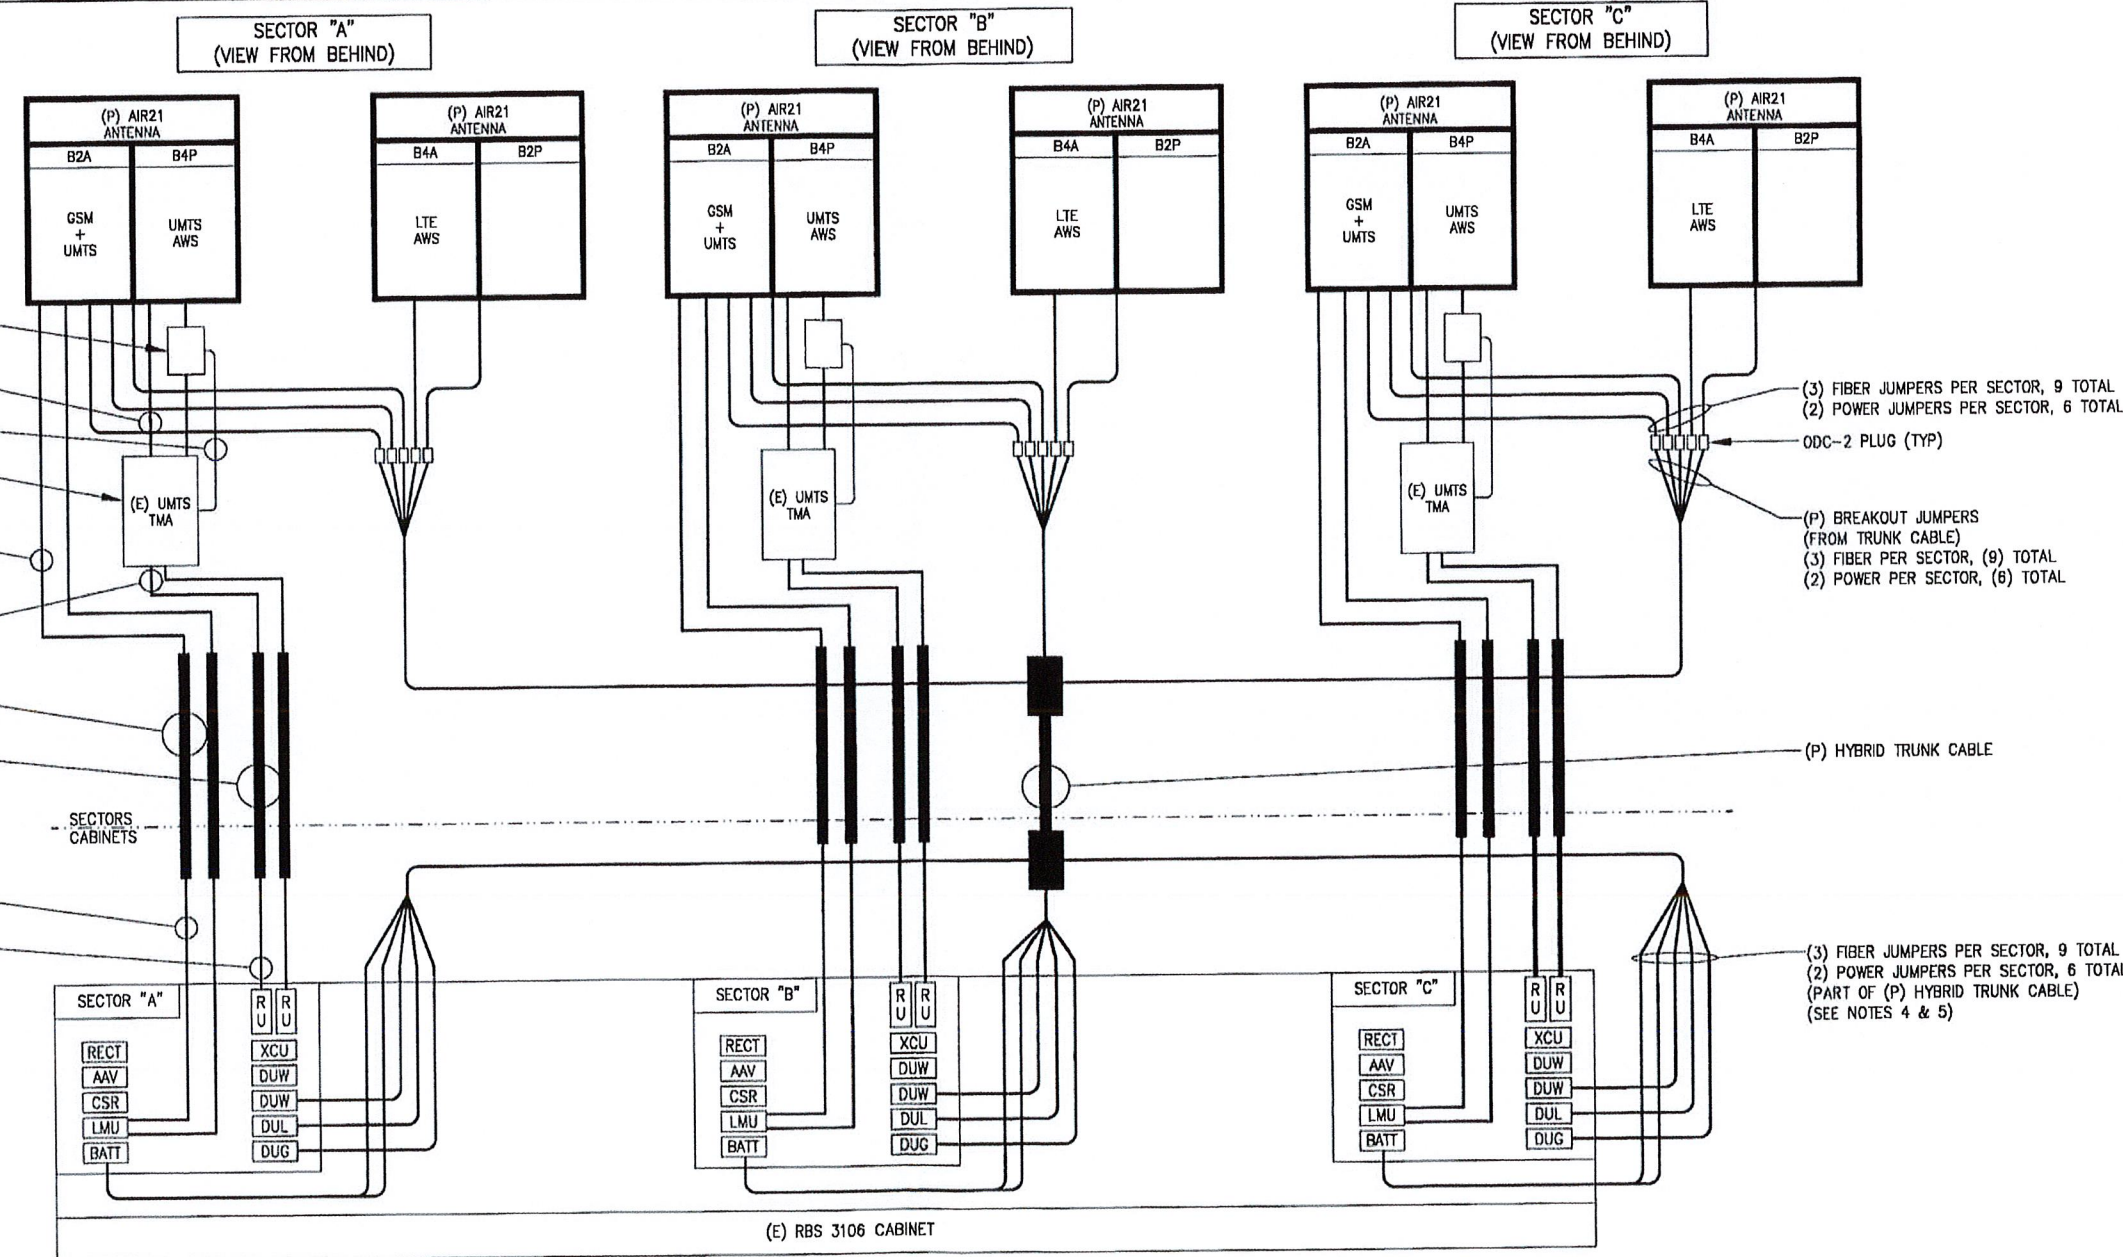 SECTOR "A"
(VIEW FROM BEHIND)
SECTOR "B"
(VIEW FROM BEHIND)
SECTOR "C"
(VIEW FROM BEHIND)
(P) AIR21
ANTENNA
B2A
B4P
GSM
+
UMTS
UMTS
AWS
(P) AIR21
ANTENNA
B4A
B2P
LTE
AWS
(P) AIR21
ANTENNA
B2A
B4P
GSM
+
UMTS
UMTS
AWS
(P) AIR21
ANTENNA
B4A
B2P
LTE
AWS
(P) AIR21
ANTENNA
B2A
B4P
GSM
+
UMTS
UMTS
AWS
(P) AIR21
ANTENNA
B4A
B2P
LTE
AWS
(E) UMTS
TMA
(E) UMTS
TMA
(E) UMTS
TMA
(3) FIBER JUMPERS PER SECTOR, 9 TOTAL
(2) POWER JUMPERS PER SECTOR, 6 TOTAL
ODC-2 PLUG (TYP)
(P) BREAKOUT JUMPERS
(FROM TRUNK CABLE)
(3) FIBER PER SECTOR, (9) TOTAL
(2) POWER PER SECTOR, (6) TOTAL
(P) HYBRID TRUNK CABLE
SECTORS
CABINETS
(3) FIBER JUMPERS PER SECTOR, 9 TOTAL
(2) POWER JUMPERS PER SECTOR, 6 TOTAL
(PART OF (P) HYBRID TRUNK CABLE)
(SEE NOTES 4 & 5)
SECTOR "A"
RU
RU
RECT
AAV
CSR
LMU
BATT
XCU
DUW
DUW
DUL
DUG
SECTOR "B"
RU
RU
RECT
AAV
CSR
LMU
BATT
XCU
DUW
DUW
DUL
DUG
SECTOR "C"
RU
RU
RECT
AAV
CSR
LMU
BATT
XCU
DUW
DUW
DUL
DUG
(E) RBS 3106 CABINET